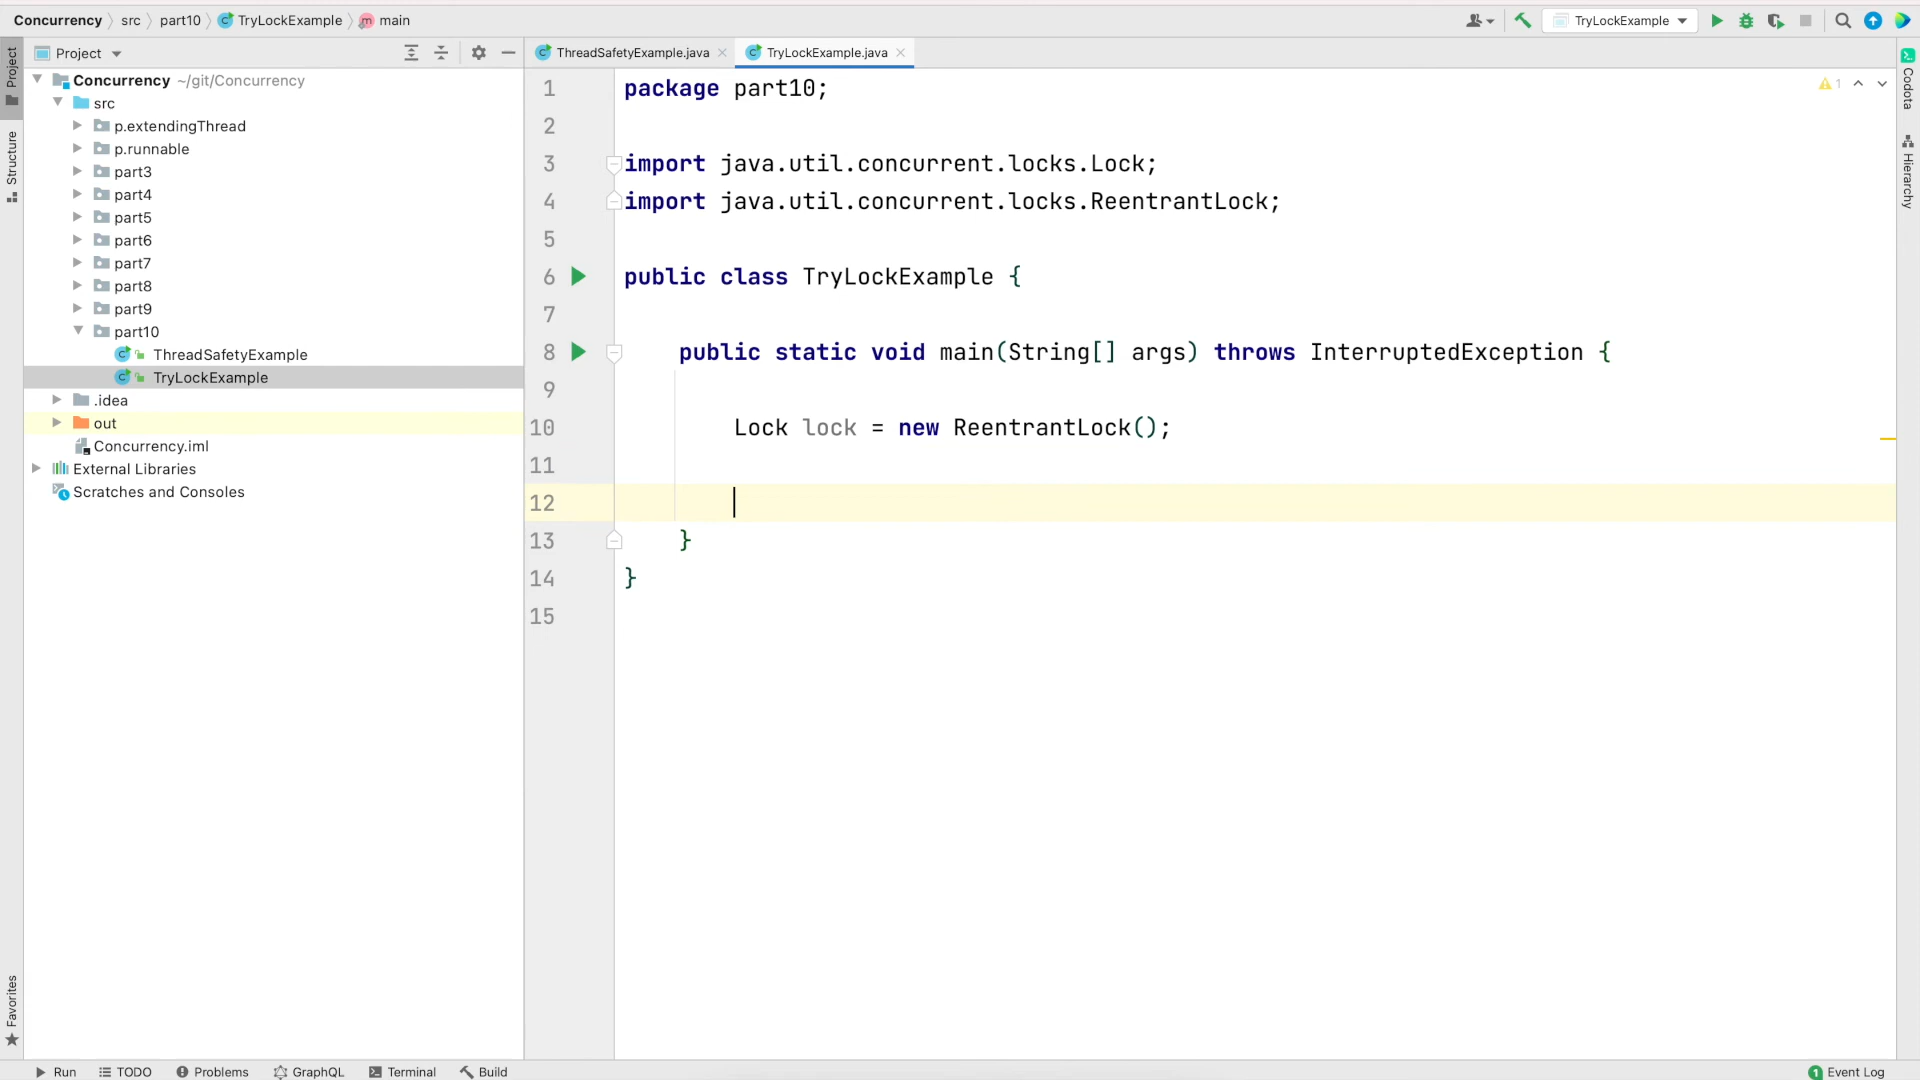 Concurrency src part10 TryLockExample main
TryLockExample
Project
ThreadSafetyExample.java TryLockExample.java
Project
Structure
Favorites
Codota
Hierarchy
Concurrency ~/git/Concurrency
src
p.extendingThread
p.runnable
part3
part4
part5
part6
part7
part8
part9
part10
ThreadSafetyExample
TryLockExample
.idea
out
Concurrency.iml
External Libraries
Scratches and Consoles
1
1 package part10;
2
3 import java.util.concurrent.locks.Lock;
4 import java.util.concurrent.locks.ReentrantLock;
5
6 public class TryLockExample {
7
8 public static void main(String[] args) throws InterruptedException {
9
10 Lock lock = new ReentrantLock();
11
12
13 }
14 }
15
Run TODO Problems GraphQL Terminal Build
1 Event Log